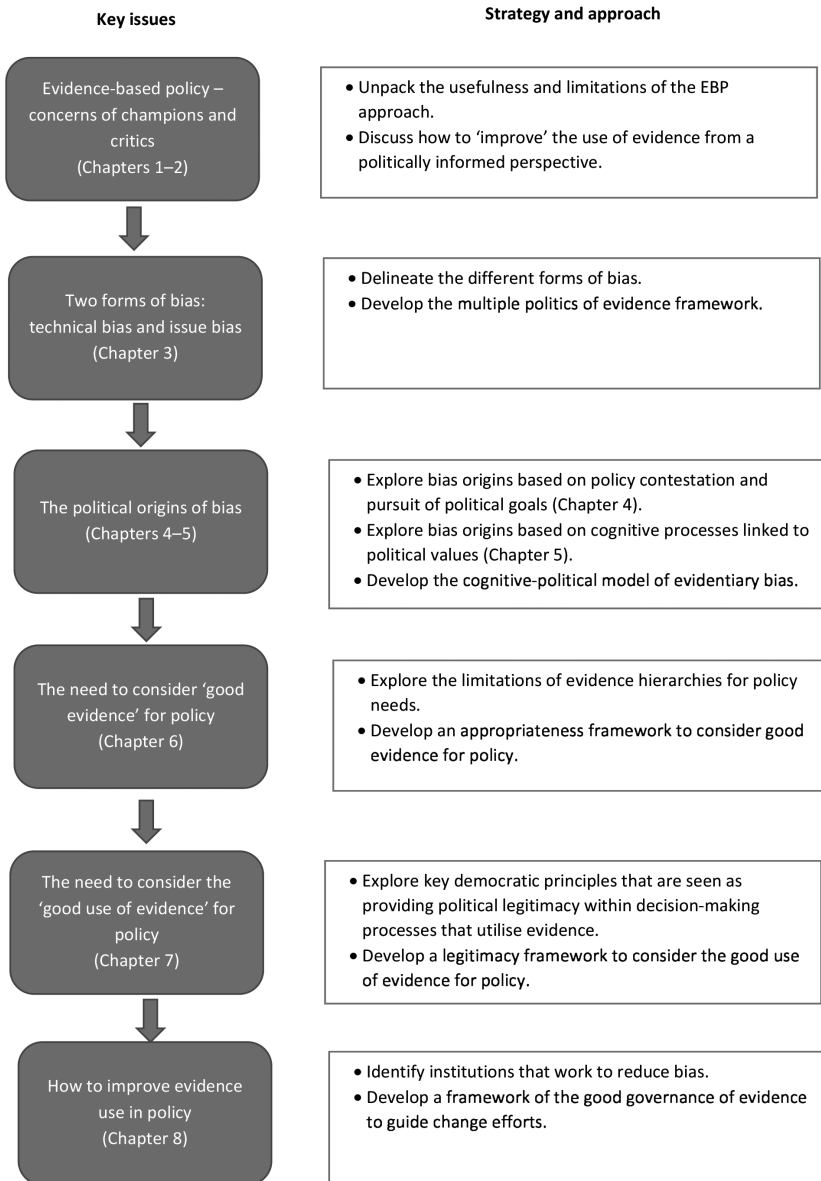 Key issues
Strategy and approach
Evidence-based policy –
concerns of champions and
critics
(Chapters 1–2)
• Unpack the usefulness and limitations of the EBP
approach.
• Discuss how to ‘improve’ the use of evidence from a
politically informed perspective.
Two forms of bias:
technical bias and issue bias
(Chapter 3)
• Delineate the different forms of bias.
• Develop the multiple politics of evidence framework.
The political origins of bias
(Chapters 4–5)
• Explore bias origins based on policy contestation and
pursuit of political goals (Chapter 4).
• Explore bias origins based on cognitive processes linked to
political values (Chapter 5).
• Develop the cognitive-political model of evidentiary bias.
The need to consider ‘good
evidence’ for policy
(Chapter 6)
• Explore the limitations of evidence hierarchies for policy
needs.
• Develop an appropriateness framework to consider good
evidence for policy.
The need to consider the
‘good use of evidence’ for
policy
(Chapter 7)
• Explore key democratic principles that are seen as
providing political legitimacy within decision-making
processes that utilise evidence.
• Develop a legitimacy framework to consider the good use
of evidence for policy.
How to improve evidence
use in policy
(Chapter 8)
• Identify institutions that work to reduce bias.
• Develop a framework of the good governance of evidence
to guide change efforts.